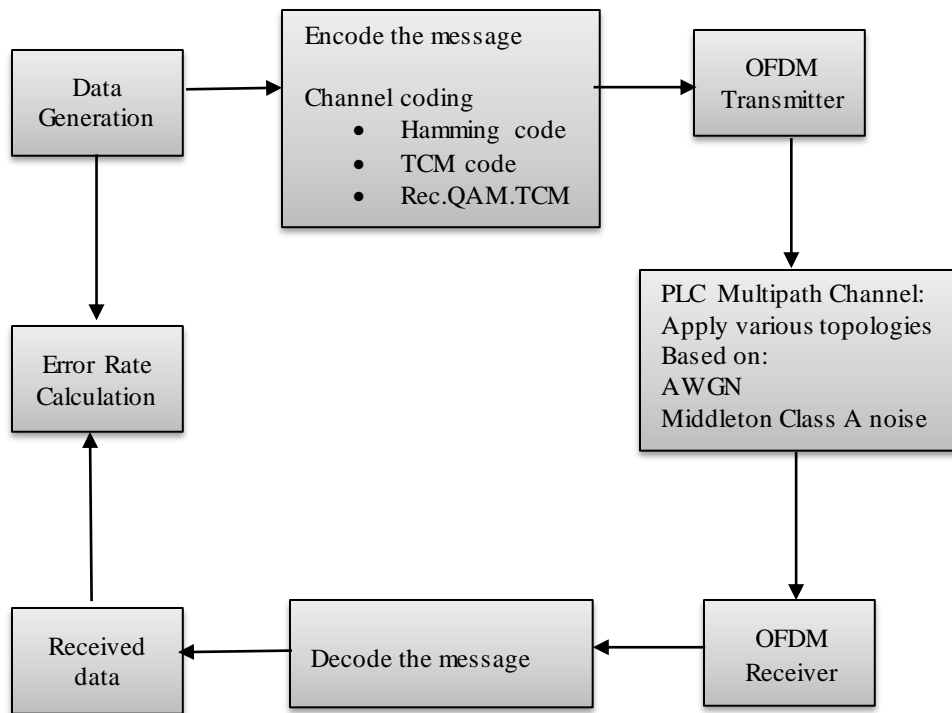 Data
Generation
Encode the message
Channel coding
• Hamming code
• TCM code
• Rec.QAM.TCM
OFDM
Transmitter
PLC Multipath Channel:
Apply various topologies
Based on:
AWGN
Middleton Class A noise
Error Rate
Calculation
Received
data
Decode the message
OFDM
Receiver